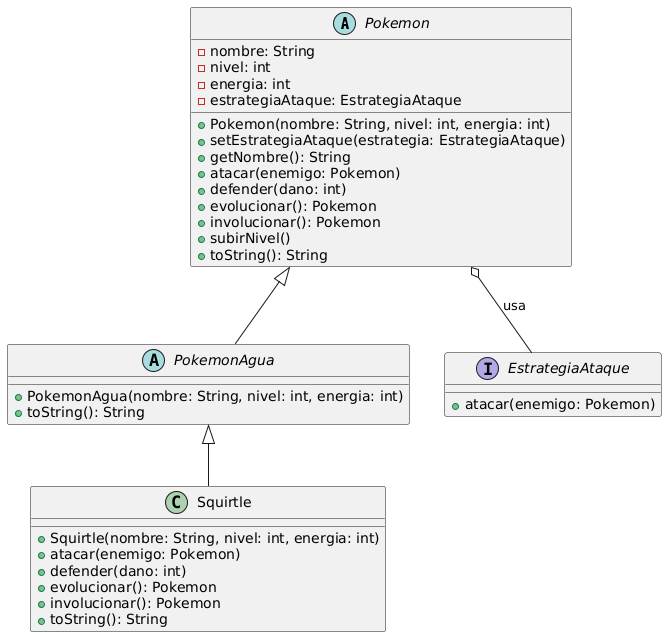 A Pokemon
nombre: String
nivel: int
energia: int
estrategiaAtaque: EstrategiaAtaque
Pokemon(nombre: String, nivel: int, energia: int)
setEstrategiaAtaque(estrategia: EstrategiaAtaque)
getNombre(): String
atacar(enemigo: Pokemon)
defender(dano: int)
evolucionar(): Pokemon
involucionar(): Pokemon
subirNivel()
toString(): String
usa
A PokemonAgua
PokemonAgua(nombre: String, nivel: int, energia: int)
toString(): String
I EstrategiaAtaque
atacar(enemigo: Pokemon)
C Squirtle
Squirtle(nombre: String, nivel: int, energia: int)
atacar(enemigo: Pokemon)
defender(dano: int)
evolucionar(): Pokemon
involucionar(): Pokemon
toString(): String